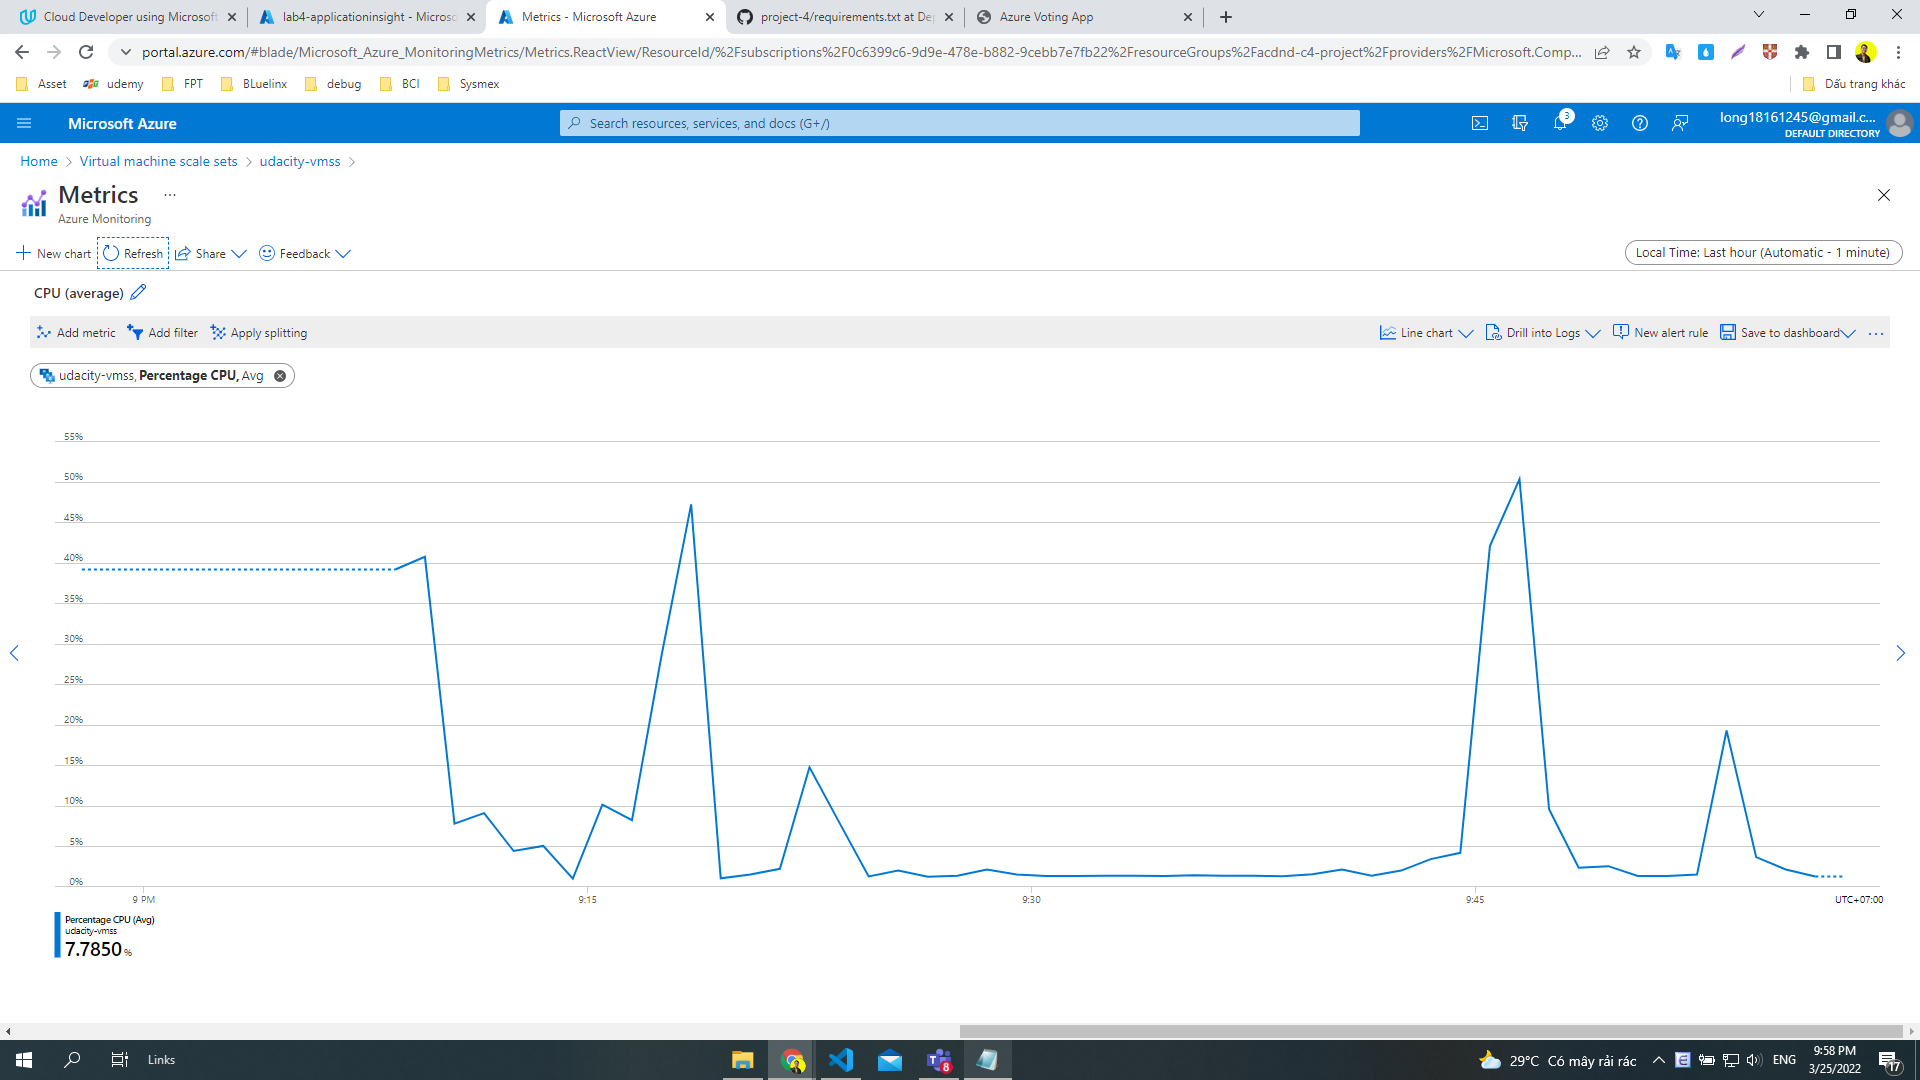 Cloud Developer using Microsoft
lab4-applicationinsight - Microso
Metrics - Microsoft Azure
project-4/requirements.txt at De
Azure Voting App
portal.azure.com/#blade/Microsoft_Azure_MonitoringMetrics/Metrics.ReactView/ResourceId/%2Fsubscriptions%2F0c6399c6-9d9e-478e-b882-9cebb7e7fb22%2FresourceGroups%2Facdnd-c4-project%2Fproviders%2FMicrosoft.Comp...
Asset
udemy
FPT
BLuelinx
debug
BCI
Sysmex
Dấu trang khác
Microsoft Azure
Search resources, services, and docs (G+/)
3
long18161245@gmail.c...
DEFAULT DIRECTORY
Home > Virtual machine scale sets > udacity-vmss >
Metrics ...
Azure Monitoring
New chart
Refresh
Share
Feedback
Local Time: Last hour (Automatic - 1 minute)
CPU (average)
Add metric
Add filter
Apply splitting
Line chart
Drill into Logs
New alert rule
Save to dashboard
...
udacity-vmss, Percentage CPU, Avg
55%
50%
45%
40%
35%
30%
25%
20%
15%
10%
5%
0%
9 PM
9:15
9:30
9:45
UTC+07:00
Percentage CPU (Avg)
udacity-vmss
7.7850 %
Links
8
29°C Có mây rải rác
ENG
9:58 PM
3/25/2022
17